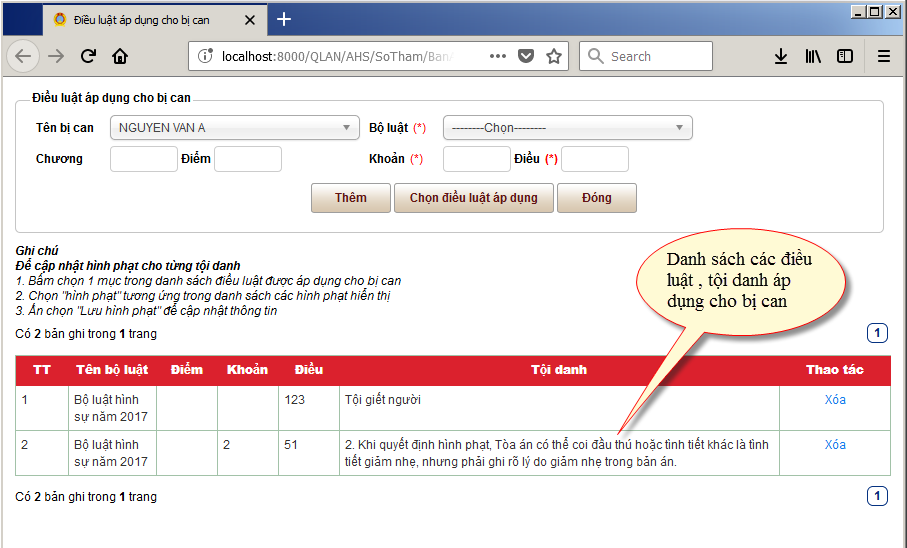 Điều luật áp dụng cho bị can
localhost:8000/QLAN/AHS/SoTham/Ban
Search
Điều luật áp dụng cho bị can
Tên bị can NGUYEN VAN A Bộ luật (*) --------Chọn--------
Chương Điểm Khoản (*) Điều (*)
Thêm Chọn điều luật áp dụng Đóng
Ghi chú
Để cập nhật hình phạt cho từng tội danh
1. Bấm chọn 1 mục trong danh sách điều luật được áp dụng cho bị can
2. Chọn "hình phạt" tương ứng trong danh sách các hình phạt hiển thị
3. Ấn chọn "Lưu hình phạt" để cập nhật thông tin
Danh sách các điều
luật , tội danh áp
dụng cho bị can
Có 2 bản ghi trong 1 trang 1
TT Tên bộ luật Điểm Khoản Điều Tội danh Thao tác
1 Bộ luật hình 123 Tội giết người Xóa
sự năm 2017
2 Bộ luật hình 2 51 2. Khi quyết định hình phạt, Tòa án có thể coi đầu thú hoặc tình tiết khác là tình Xóa
sự năm 2017 tiết giảm nhẹ, nhưng phải ghi rõ lý do giảm nhẹ trong bản án.
Có 2 bản ghi trong 1 trang 1